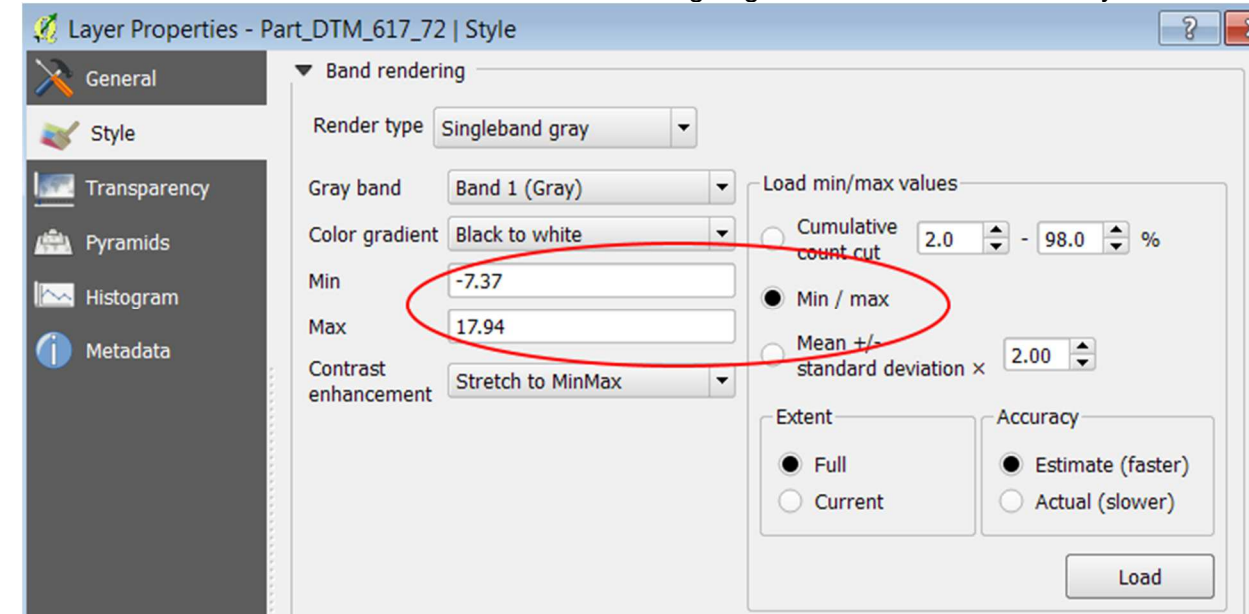 Layer Properties - Part_DTM_617_72 | Style
?
General
Style
Transparency
Pyramids
Histogram
Metadata
Band rendering
Render type Singleband gray
Gray band Band 1 (Gray)
Color gradient Black to white
Min -7.37
Max 17.94
Contrast
enhancement Stretch to MinMax
Load min/max values
Cumulative
count cut 2.0 - 98.0 %
Min / max
Mean +/-
standard deviation × 2.00
Extent
Full
Current
Accuracy
Estimate (faster)
Actual (slower)
Load